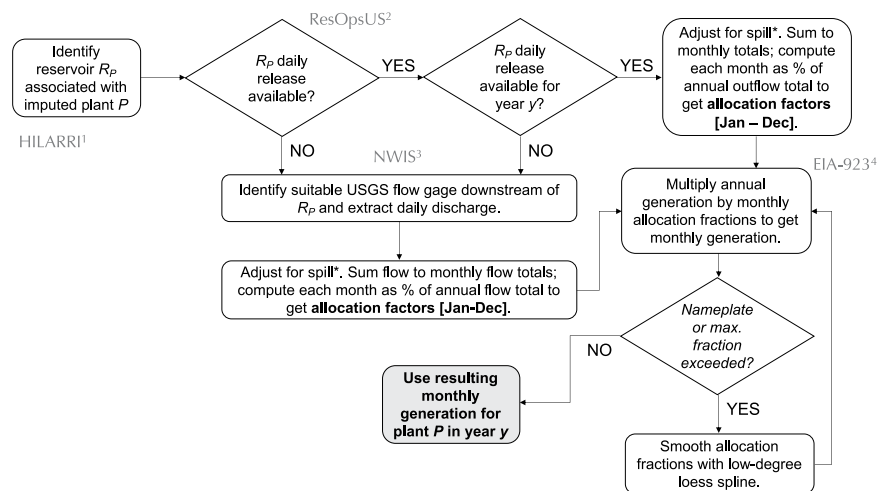 ResOpsUS2
Identify
reservoir RP
associated with
imputed plant P
HILARRI1
RP daily
release
available?
YES
RP daily
release
available for
year y?
YES
Adjust for spill*. Sum to
monthly totals; compute
each month as % of
annual outflow total to
get allocation factors
[Jan – Dec].
NO
NO
NWIS3
EIA-9234
Identify suitable USGS flow gage downstream of
RP and extract daily discharge.
Multiply annual
generation by monthly
allocation fractions to get
monthly generation.
Adjust for spill*. Sum flow to monthly flow totals;
compute each month as % of annual flow total to
get allocation factors [Jan-Dec].
Nameplate
or max.
fraction
exceeded?
NO
YES
Use resulting
monthly
generation for
plant P in year y
Smooth allocation
fractions with low-degree
loess spline.